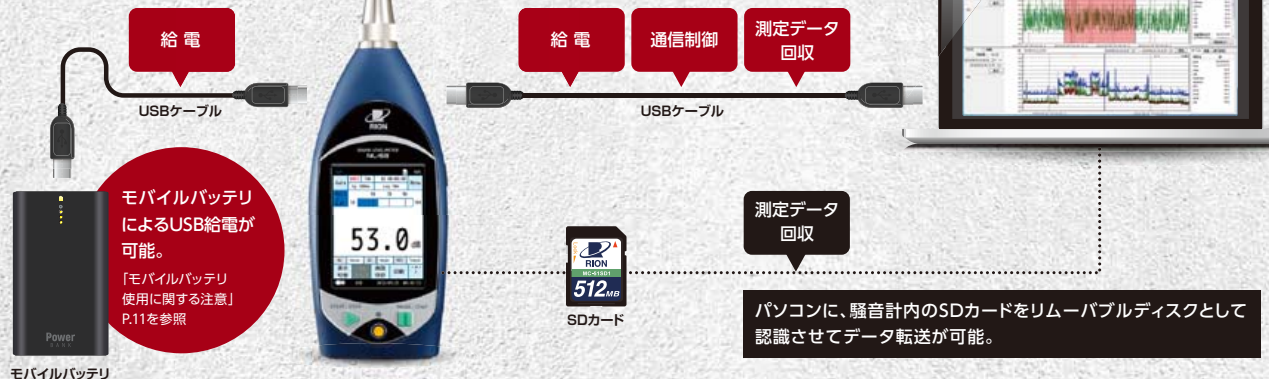 給 電
USBケーブル
給 電
通信制御
測定データ
回収
USBケーブル
RION
SOUND LEVEL METER
53.0 dB
モバイルバッテリ
によるUSB給電が
可能。
「モバイルバッテリ
使用に関する注意」
P.11を参照
Power
BANK
モバイルバッテリ
RION
MC-51SD1
512MB
SDカード
測定データ
回収
パソコンに、騒音計内のSDカードをリムーバブルディスクとして
認識させてデータ転送が可能。